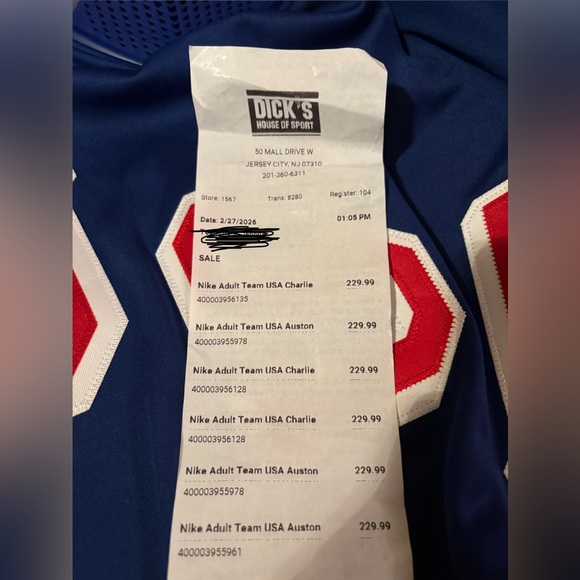 DICK'S
HOUSE OF SPORT
50 MALL DRIVE W
JERSEY CITY, NJ 07310
201-360-6311
Store: 1567 Trans: 8280 Register: 104
Date: 2/27/2026 01:05 PM
SALE
Nike Adult Team USA Charlie 229.99
400003956135
Nike Adult Team USA Auston 229.99
400003955978
Nike Adult Team USA Charlie 229.99
400003956128
Nike Adult Team USA Charlie 229.99
400003956128
Nike Adult Team USA Auston 229.99
400003955978
Nike Adult Team USA Auston 229.99
400003955961